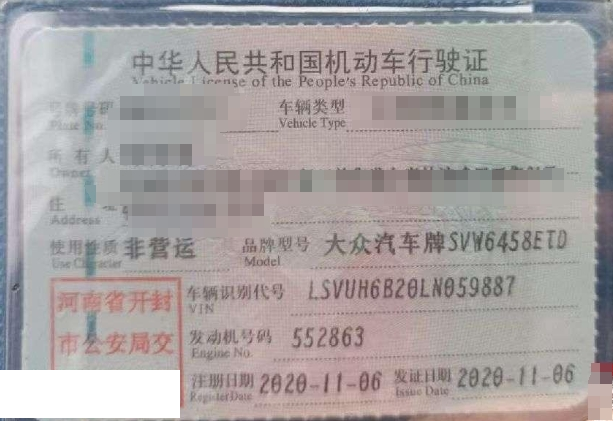 中华人民共和国机动车行驶证
Vehicle License of the People's Republic of China
号牌号码 车辆类型
Plate No. Vehicle Type
所有人
Owner
住
Address
使用性质 非营运 品牌型号 大众汽车牌SVW6458ETD
Use Character Model
河南省开封
市公安局交
车辆识别代号 LSVUH6B20LN059887
VIN
发动机号码 552863
Engine No.
注册日期 2020-11-06 发证日期 2020-11-06
Register Date Issue Date